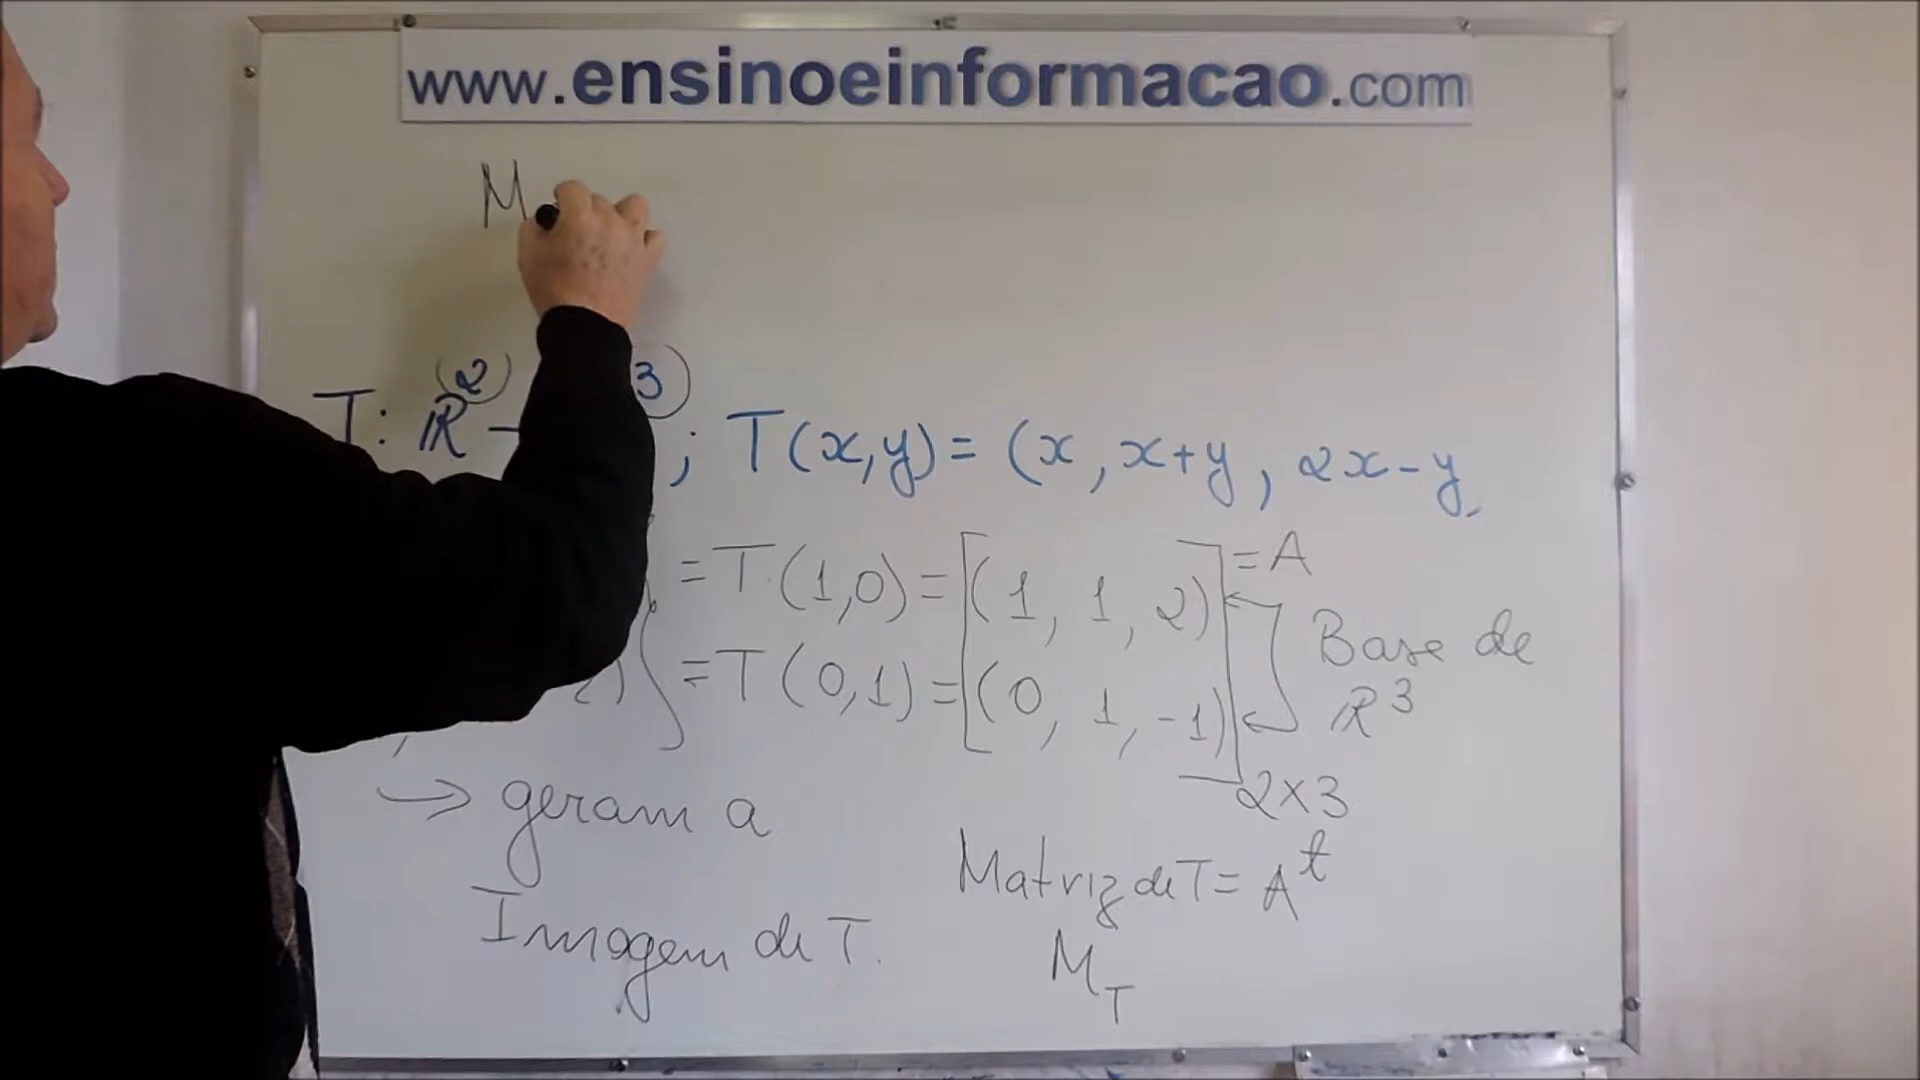 www.ensinoeinformacao.com
M
T: R² - 3 ; T(x,y) = (x, x+y, 2x-y
= T(1,0) = [(1, 1, 2)] = A
= T(0,1) = [(0, 1, -1)]
Base de
R³
2x3
→ geram a
Imagem de T.
Matriz de T = Aᵗ
M_T